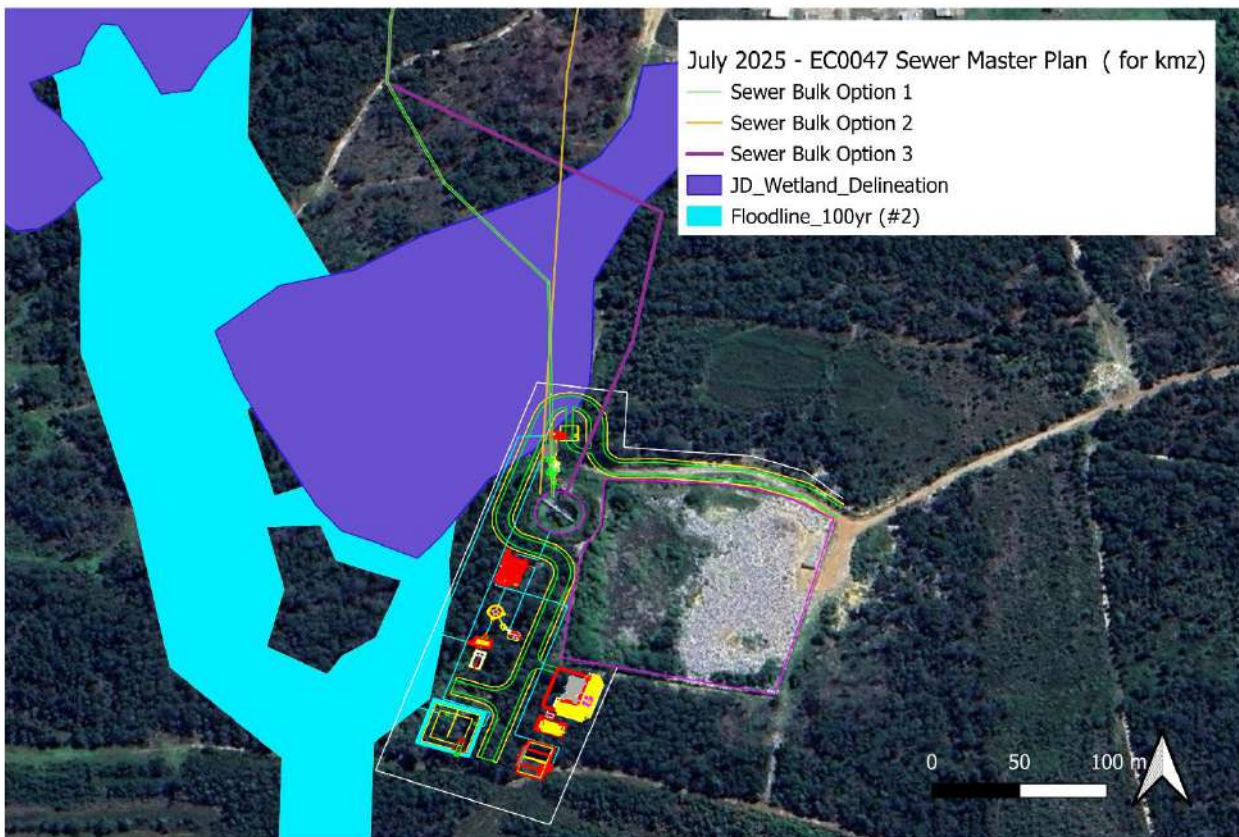 July 2025 - EC0047 Sewer Master Plan ( for kmz)
Sewer Bulk Option 1
Sewer Bulk Option 2
Sewer Bulk Option 3
JD_Wetland_Delineation
Floodline_100yr (#2)
0 50 100 m